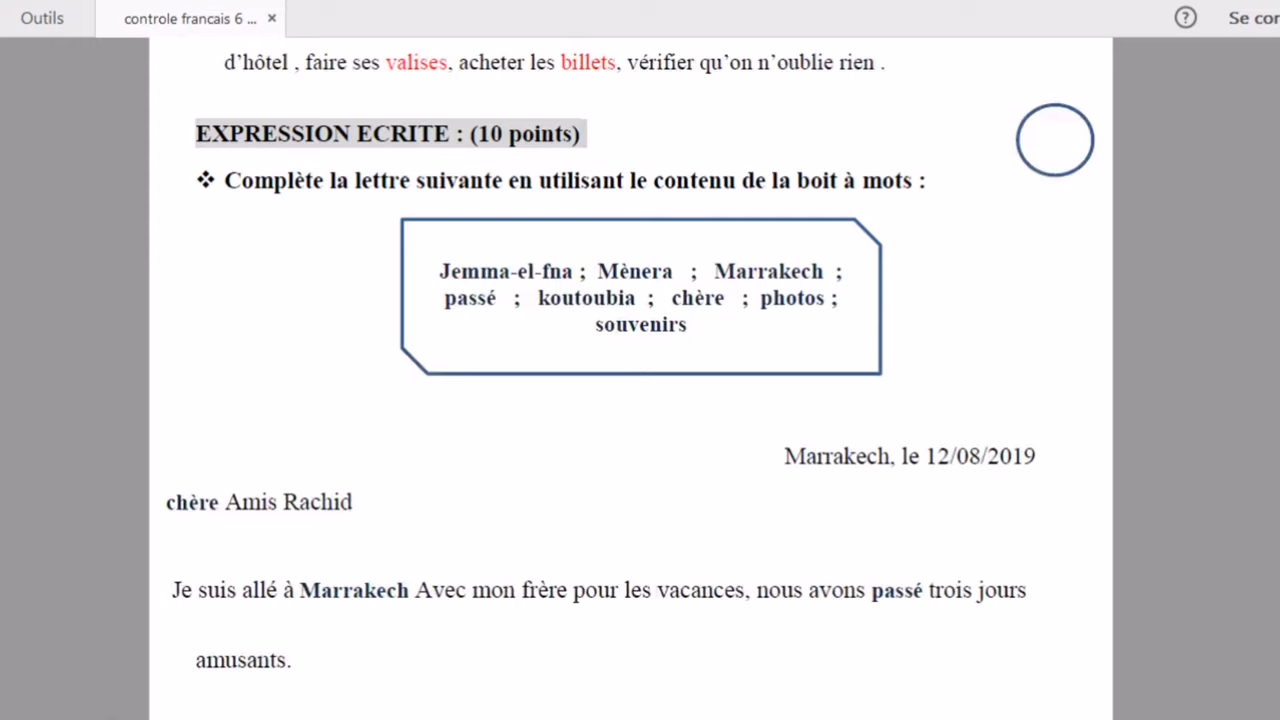 Outils
controle francais 6 ... ×
? Se con
d’hôtel , faire ses valises, acheter les billets, vérifier qu’on n’oublie rien .
EXPRESSION ECRITE : (10 points)
❖ Complète la lettre suivante en utilisant le contenu de la boit à mots :
Jemma-el-fna ; Mènera ; Marrakech ;
passé ; koutoubia ; chère ; photos ;
souvenirs
Marrakech, le 12/08/2019
chère Amis Rachid
Je suis allé à Marrakech Avec mon frère pour les vacances, nous avons passé trois jours
amusants.